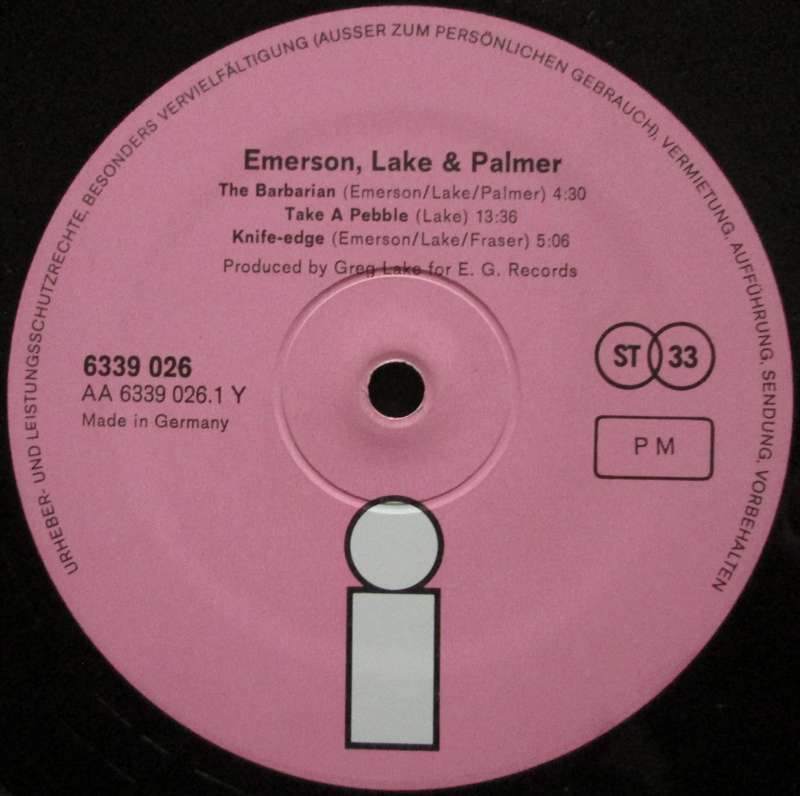 URHEBER- UND LEISTUNGSSCHUTZRECHTE, BESONDERS VERVIELFÄLTIGUNG (AUSSER ZUM PERSÖNLICHEN GEBRAUCH), VERMIETUNG, AUFFÜHRUNG, SENDUNG, VORBEHALTEN
Emerson, Lake & Palmer
The Barbarian (Emerson/Lake/Palmer) 4:30
Take A Pebble (Lake) 13:36
Knife-edge (Emerson/Lake/Fraser) 5:06
Produced by Greg Lake for E. G. Records
6339 026
AA 6339 026.1 Y
Made in Germany
ST 33
PM